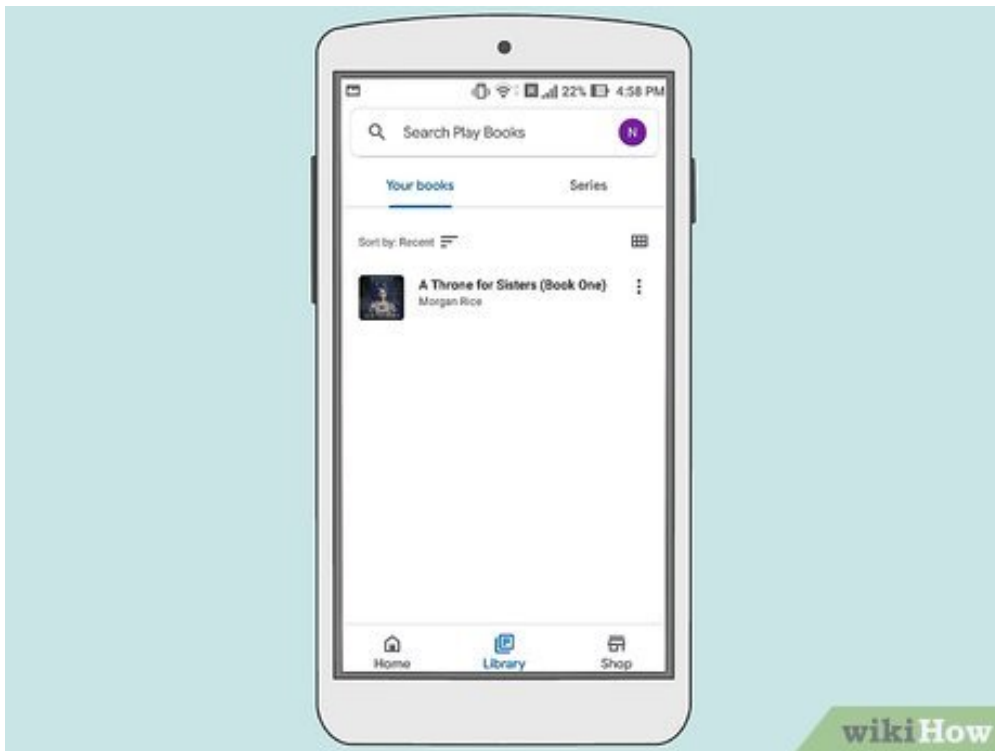 22% 4:58 PM
Search Play Books N
Your books Series
Sort by: Recent
A Throne for Sisters (Book One)
Morgan Rice
Home Library Shop
wikiHow